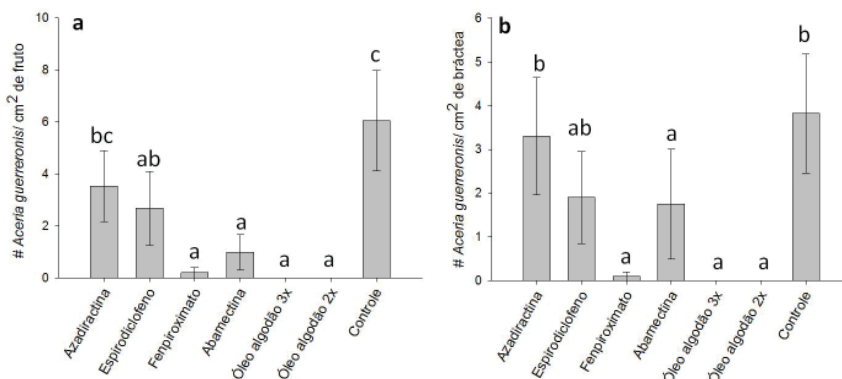 a
# Aceria guerreronis/ cm² de fruto
10
8
6
4
2
0
bc
ab
a
a
a
a
c
Azadiractina
Espirodiclofeno
Fenpiroximato
Abamectina
Óleo algodão 3x
Óleo algodão 2x
Controle
b
# Aceria guerreronis/ cm² de bráctea
6
5
4
3
2
1
0
b
ab
a
a
a
a
b
Azadiractina
Espirodiclofeno
Fenpiroximato
Abamectina
Óleo algodão 3x
Óleo algodão 2x
Controle